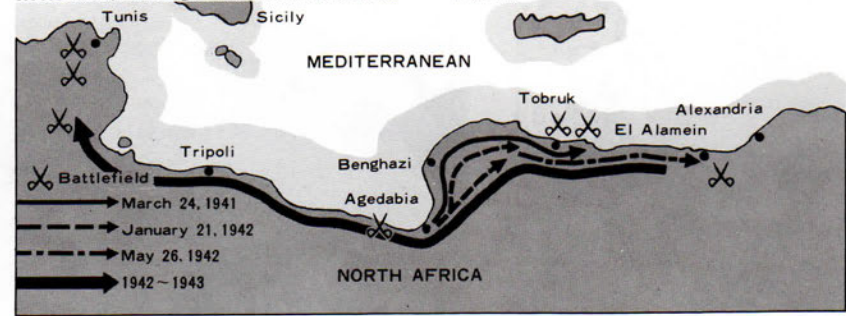 Tunis
Sicily
MEDITERRANEAN
Tobruk
Alexandria
El Alamein
Benghazi
Tripoli
Agedabia
Battlefield
March 24, 1941
January 21, 1942
May 26. 1942
1942~1943
NORTH AFRICA